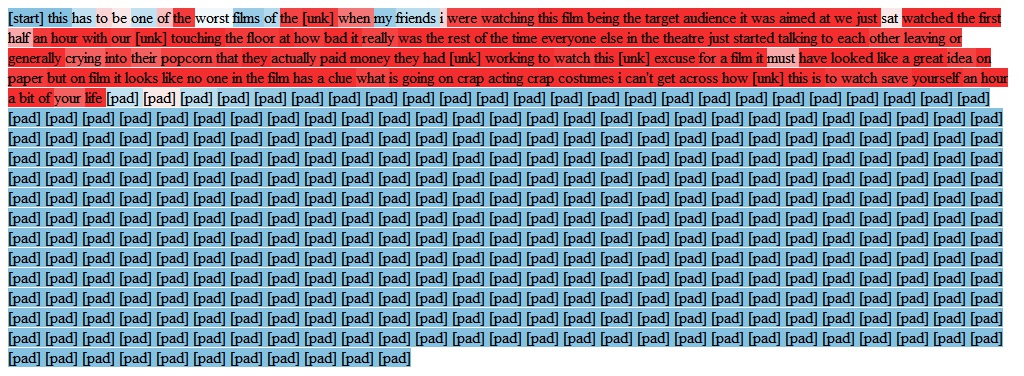 [start] this has to be one of the worst films of the [unk] when my friends i were watching this film being the target audience it was aimed at we just sat watched the first
half an hour with our [unk] touching the floor at how bad it really was the rest of the time everyone else in the theatre just started talking to each other leaving or
generally crying into their popcorn that they actually paid money they had [unk] working to watch this [unk] excuse for a film it must have looked like a great idea on
paper but on film it looks like no one in the film has a clue what is going on crap acting crap costumes i can't get across how [unk] this is to watch save yourself an hour
a bit of your life [pad] [pad] [pad] [pad] [pad] [pad] [pad] [pad] [pad] [pad] [pad] [pad] [pad] [pad] [pad] [pad] [pad] [pad] [pad] [pad] [pad] [pad] [pad] [pad]
[pad] [pad] [pad] [pad] [pad] [pad] [pad] [pad] [pad] [pad] [pad] [pad] [pad] [pad] [pad] [pad] [pad] [pad] [pad] [pad] [pad] [pad] [pad] [pad] [pad] [pad] [pad]
[pad] [pad] [pad] [pad] [pad] [pad] [pad] [pad] [pad] [pad] [pad] [pad] [pad] [pad] [pad] [pad] [pad] [pad] [pad] [pad] [pad] [pad] [pad] [pad] [pad] [pad] [pad]
[pad] [pad] [pad] [pad] [pad] [pad] [pad] [pad] [pad] [pad] [pad] [pad] [pad] [pad] [pad] [pad] [pad] [pad] [pad] [pad] [pad] [pad] [pad] [pad] [pad] [pad] [pad]
[pad] [pad] [pad] [pad] [pad] [pad] [pad] [pad] [pad] [pad] [pad] [pad] [pad] [pad] [pad] [pad] [pad] [pad] [pad] [pad] [pad] [pad] [pad] [pad] [pad] [pad] [pad]
[pad] [pad] [pad] [pad] [pad] [pad] [pad] [pad] [pad] [pad] [pad] [pad] [pad] [pad] [pad] [pad] [pad] [pad] [pad] [pad] [pad] [pad] [pad] [pad] [pad] [pad] [pad]
[pad] [pad] [pad] [pad] [pad] [pad] [pad] [pad] [pad] [pad] [pad] [pad] [pad] [pad] [pad] [pad] [pad] [pad] [pad] [pad] [pad] [pad] [pad] [pad] [pad] [pad] [pad]
[pad] [pad] [pad] [pad] [pad] [pad] [pad] [pad] [pad] [pad] [pad] [pad] [pad] [pad] [pad] [pad] [pad] [pad] [pad] [pad] [pad] [pad] [pad] [pad] [pad] [pad] [pad]
[pad] [pad] [pad] [pad] [pad] [pad] [pad] [pad] [pad] [pad] [pad] [pad] [pad] [pad] [pad] [pad] [pad] [pad] [pad] [pad] [pad] [pad] [pad] [pad] [pad] [pad] [pad]
[pad] [pad] [pad] [pad] [pad] [pad] [pad] [pad] [pad] [pad] [pad] [pad] [pad] [pad] [pad] [pad] [pad] [pad] [pad] [pad] [pad] [pad] [pad] [pad] [pad] [pad] [pad]
[pad] [pad] [pad] [pad] [pad] [pad] [pad] [pad] [pad] [pad] [pad] [pad] [pad] [pad] [pad] [pad] [pad] [pad] [pad] [pad] [pad] [pad] [pad] [pad] [pad] [pad] [pad]
[pad] [pad] [pad] [pad] [pad] [pad] [pad] [pad] [pad] [pad] [pad] [pad] [pad] [pad] [pad] [pad] [pad] [pad] [pad] [pad] [pad] [pad] [pad] [pad] [pad] [pad] [pad]
[pad] [pad] [pad] [pad] [pad] [pad] [pad] [pad] [pad] [pad] [pad] [pad] [pad] [pad] [pad] [pad] [pad] [pad] [pad] [pad] [pad] [pad] [pad] [pad] [pad] [pad] [pad]
[pad] [pad] [pad] [pad] [pad] [pad] [pad] [pad] [pad] [pad] [pad]